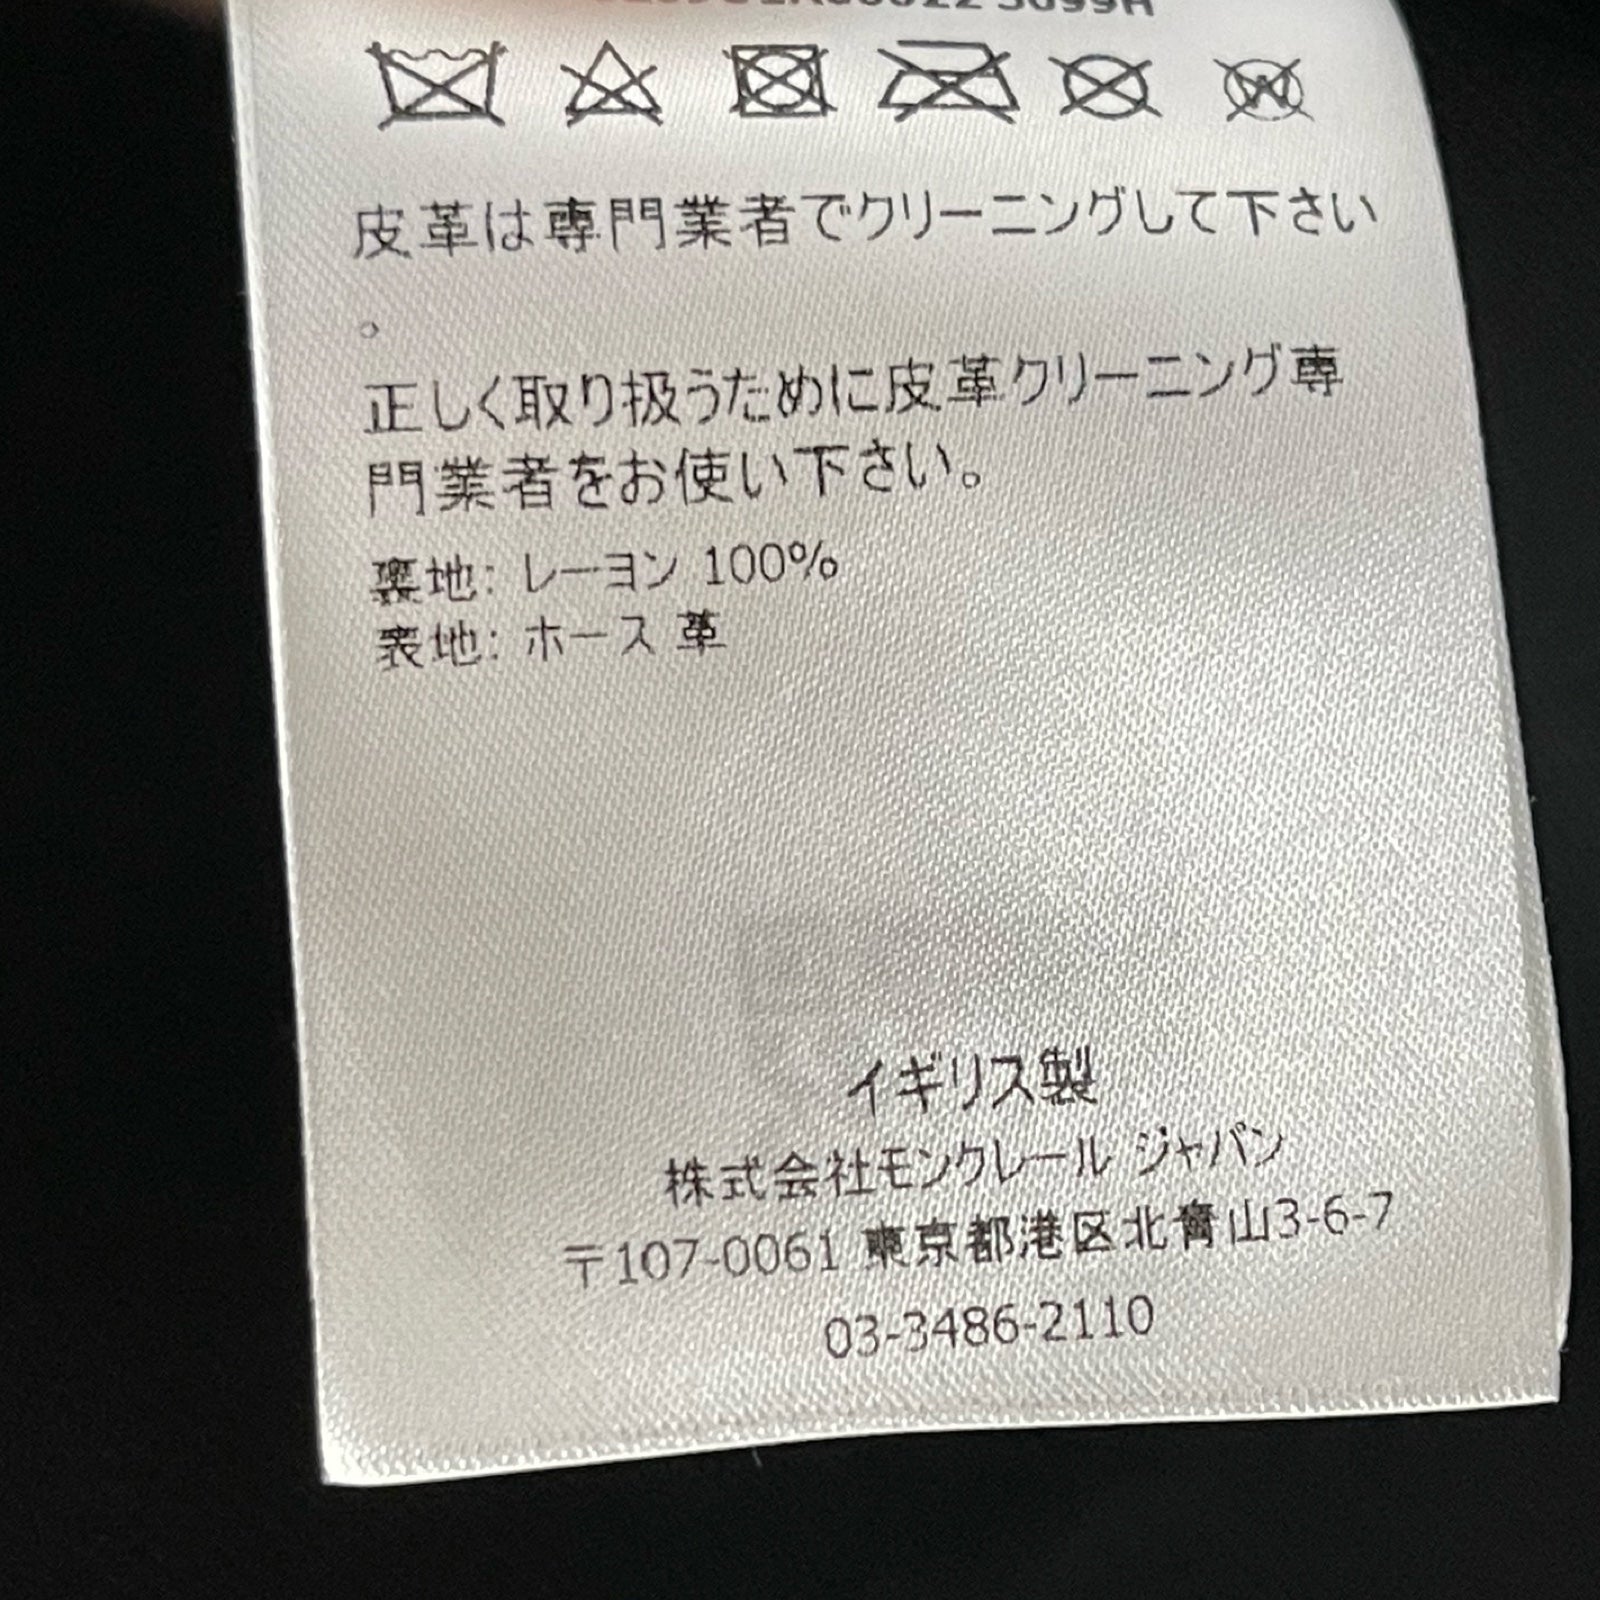 皮革は専門業者でクリーニングして下さい
。
正しく取り扱うために皮革クリーニング専
門業者をお使い下さい。
裏地: レーヨン 100%
表地: ホース 革
イギリス製
株式会社モンクレール ジャパン
〒107-0061 東京都港区北青山3-6-7
03-3486-2110